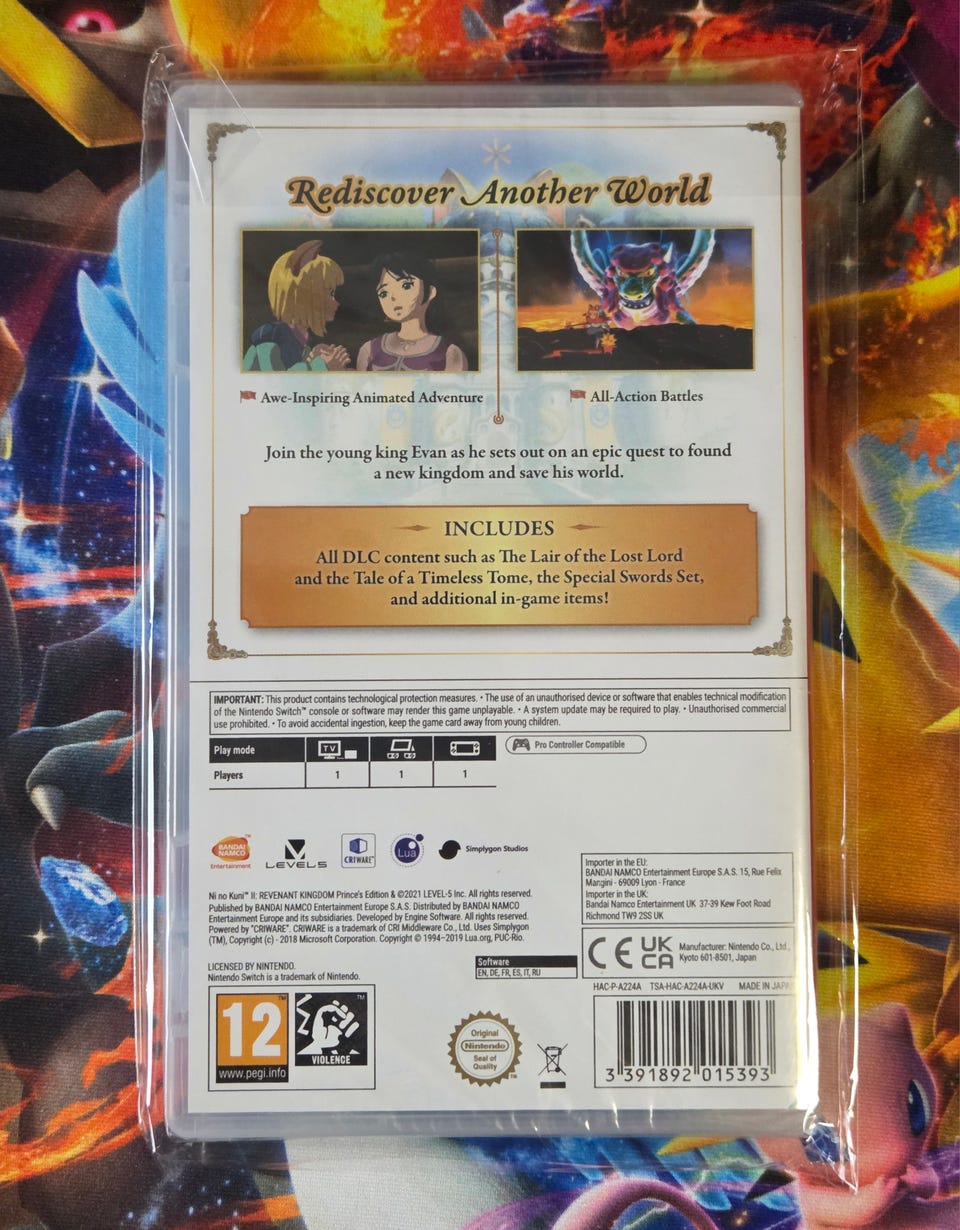 Rediscover Another World
Awe-Inspiring Animated Adventure
All-Action Battles
Join the young king Evan as he sets out on an epic quest to found
a new kingdom and save his world.
INCLUDES
All DLC content such as The Lair of the Lost Lord
and the Tale of a Timeless Tome, the Special Swords Set,
and additional in-game items!
IMPORTANT: This product contains technological protection measures. • The use of an unauthorised device or software that enables technical modification
of the Nintendo Switch™ console or software may render this game unplayable. • A system update may be required to play. • Unauthorised commercial
use prohibited. • To avoid accidental ingestion, keep the game card away from young children.
Play mode
TV
Pro Controller Compatible
Players
1
1
1
BANDAI
NAMCO
™
Entertainment
LEVEL5
CRIWARE™
Lua
Simplygon Studios
Ni no Kuni™ II: REVENANT KINGDOM Prince's Edition & ©2021 LEVEL-5 Inc. All rights reserved.
Published by BANDAI NAMCO Entertainment Europe S.A.S. Distributed by BANDAI NAMCO
Entertainment Europe and its subsidiaries. Developed by Engine Software. All rights reserved.
Powered by "CRIWARE". CRIWARE is a trademark of CRI Middleware Co., Ltd. Uses Simplygon
(TM), Copyright (c) - 2018 Microsoft Corporation. Copyright © 1994–2019 Lua.org, PUC-Rio.
LICENSED BY NINTENDO.
Nintendo Switch is a trademark of Nintendo.
Software
EN, DE, FR, ES, IT, RU
Importer in the EU:
BANDAI NAMCO Entertainment Europe S.A.S. 15, Rue Felix
Mangini - 69009 Lyon - France
Importer in the UK:
Bandai Namco Entertainment UK 37-39 Kew Foot Road
Richmond TW9 2SS UK
CE
UK
CA
Manufacturer: Nintendo Co., Ltd.,
Kyoto 601-8501, Japan
HAC-P-A224A TSA-HAC-A224A-UKV MADE IN JAPAN
12
™
www.pegi.info
™
VIOLENCE
Original
Nintendo
Seal of
Quality
™
3 391892 015393